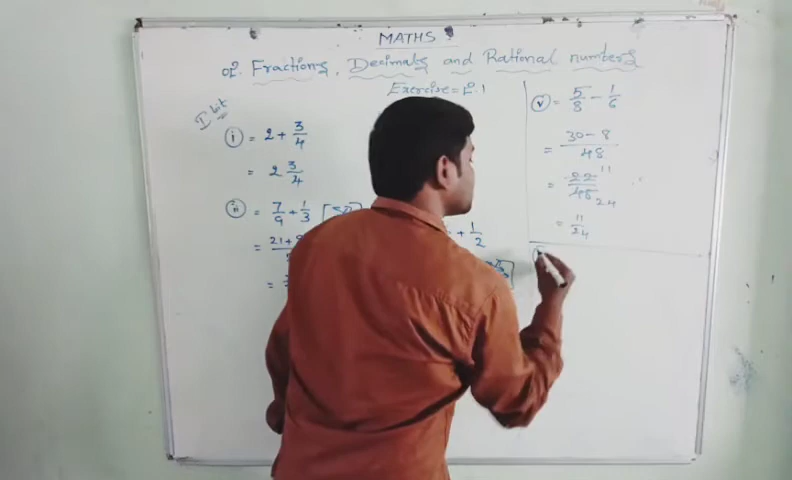 MATHS
02. Fractions, Decimals and Rational numbers
Exercise = 2.1
I bit
(i) = 2 + 3/4
= 2 3/4
(ii) = 7/9 + 1/3
= 21 +
=
+ 1/2
(v) = 5/8 - 1/6
= 30 - 8 / 48
= 22 / 48 11 24
= 11/24